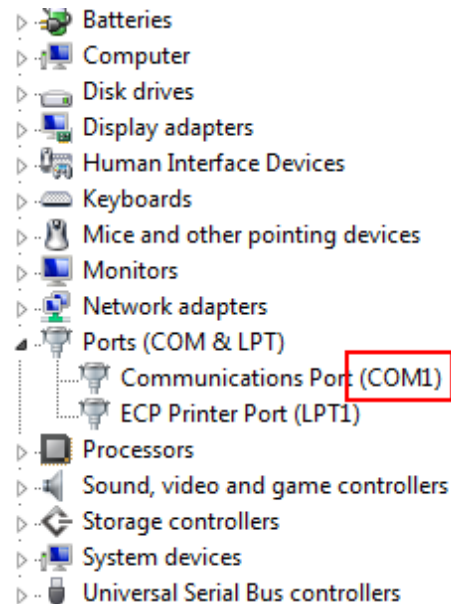 Batteries
Computer
Disk drives
Display adapters
Human Interface Devices
Keyboards
Mice and other pointing devices
Monitors
Network adapters
Ports (COM & LPT)
Communications Port (COM1)
ECP Printer Port (LPT1)
Processors
Sound, video and game controllers
Storage controllers
System devices
Universal Serial Bus controllers